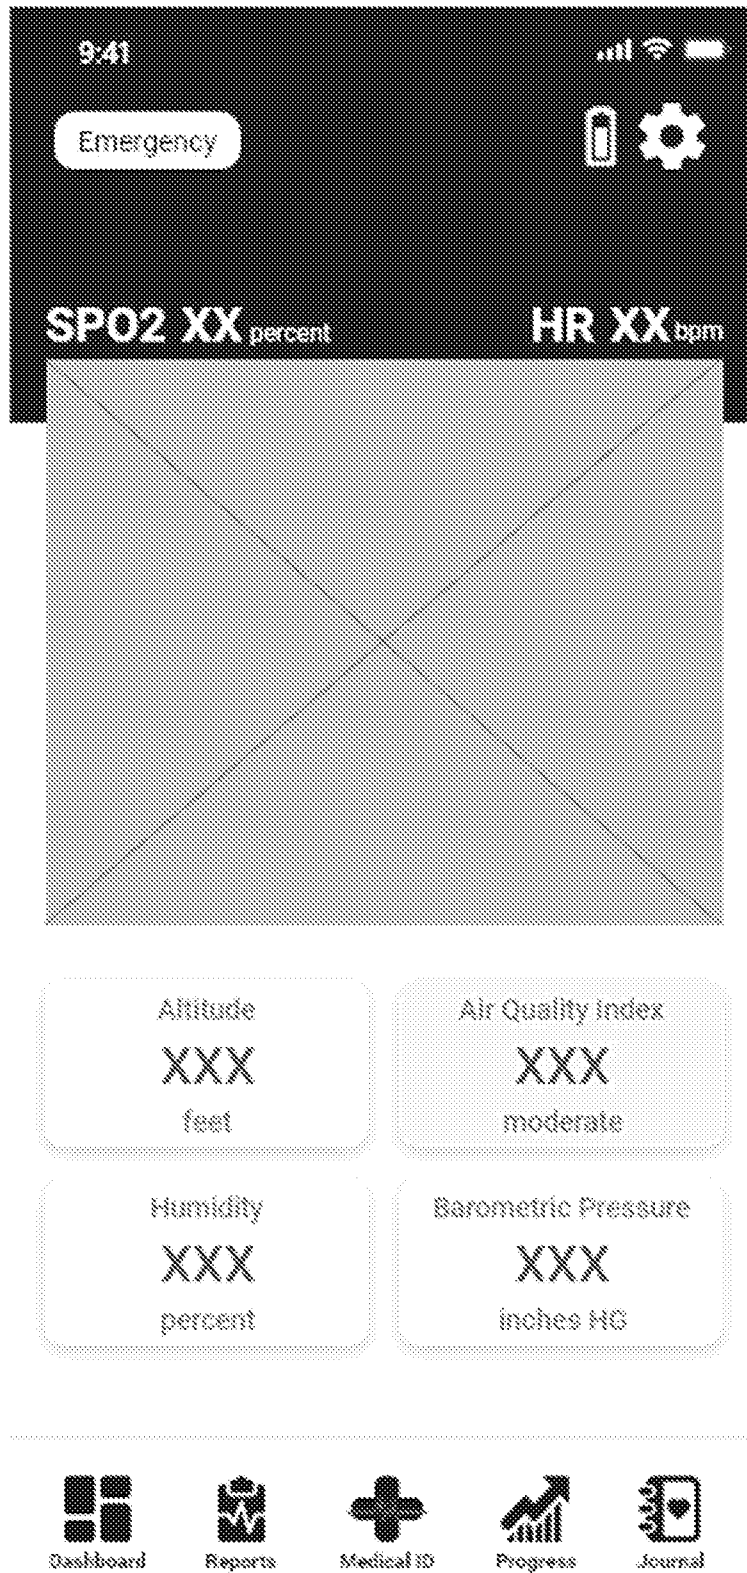 9:41
Emergency
SPO2 XX percent HR XX bpm
Altitude Air Quality Index
XXX XXX
feet moderate
Humidity Barometric Pressure
XXX XXX
percent inches HG
Dashboard Reports Medical ID Progress Journal